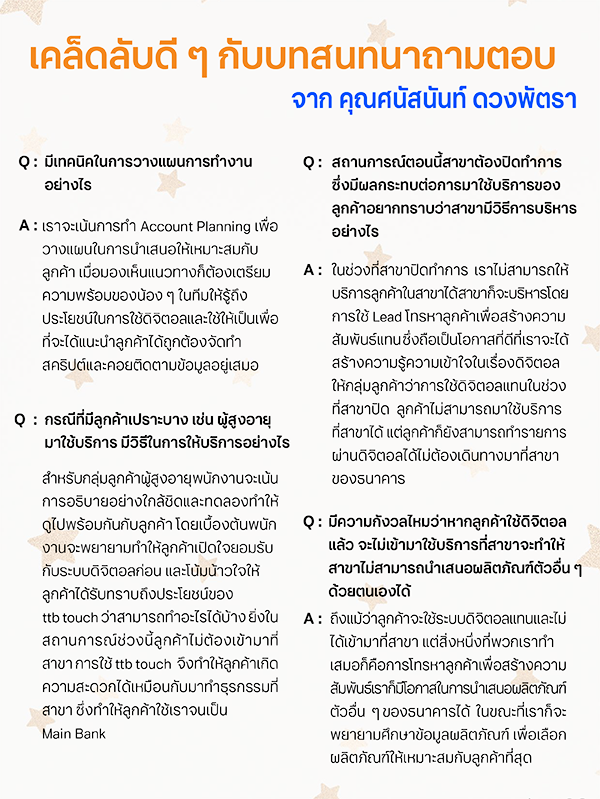 เคล็ดลับดี ๆ กับบทสนทนาถามตอบ
จาก คุณศนัสนันท์ ดวงพัตรา
Q : มีเทคนิคในการวางแผนการทำงาน
อย่างไร
A : เราจะเน้นการทำ Account Planning เพื่อ
วางแผนในการนำเสนอให้เหมาะสมกับ
ลูกค้า เมื่อมองเห็นแนวทางก็ต้องเตรียม
ความพร้อมของน้อง ๆ ในทีมให้รู้ถึง
ประโยชน์ในการใช้ดิจิตอลและใช้ให้เป็นเพื่อ
ที่จะได้แนะนำลูกค้าได้ถูกต้องจัดทำ
สคริปต์และคอยติดตามข้อมูลอยู่เสมอ
Q : กรณีที่มีลูกค้าเปราะบาง เช่น ผู้สูงอายุ
มาใช้บริการ มีวิธีในการให้บริการอย่างไร
สำหรับกลุ่มลูกค้าผู้สูงอายุพนักงานจะเน้น
การอธิบายอย่างใกล้ชิดและทดลองทำให้
ดูไปพร้อมกันกับลูกค้า โดยเบื้องต้นพนัก
งานจะพยายามทำให้ลูกค้าเปิดใจยอมรับ
กับระบบดิจิตอลก่อน และโน้มน้าวใจให้
ลูกค้าได้รับทราบถึงประโยชน์ของ
ttb touch ว่าสามารถทำอะไรได้บ้าง ยิ่งใน
สถานการณ์ช่วงนี้ลูกค้าไม่ต้องเข้ามาที่
สาขา การใช้ ttb touch จึงทำให้ลูกค้าเกิด
ความสะดวกได้เหมือนกับมาทำธุรกรรมที่
สาขา ซึ่งทำให้ลูกค้าใช้เราจนเป็น
Main Bank
Q : สถานการณ์ตอนนี้สาขาต้องปิดทำการ
ซึ่งมีผลกระทบต่อการมาใช้บริการของ
ลูกค้าอยากทราบว่าสาขามีวิธีการบริหาร
อย่างไร
A : ในช่วงที่สาขาปิดทำการ เราไม่สามารถให้
บริการลูกค้าในสาขาได้สาขาก็จะบริหารโดย
การใช้ Lead โทรหาลูกค้าเพื่อสร้างความ
สัมพันธ์แทนซึ่งถือเป็นโอกาสที่ดีที่เราจะได้
สร้างความรู้ความเข้าใจในเรื่องดิจิตอล
ให้กลุ่มลูกค้าว่าการใช้ดิจิตอลแทนในช่วง
ที่สาขาปิด ลูกค้าไม่สามารถมาใช้บริการ
ที่สาขาได้ แต่ลูกค้าก็ยังสามารถทำรายการ
ผ่านดิจิตอลได้ไม่ต้องเดินทางมาที่สาขา
ของธนาคาร
Q : มีความกังวลไหมว่าหากลูกค้าใช้ดิจิตอล
แล้ว จะไม่เข้ามาใช้บริการที่สาขาจะทำให้
สาขาไม่สามารถนำเสนอผลิตภัณฑ์ตัวอื่น ๆ
ด้วยตนเองได้
A : ถึงแม้ว่าลูกค้าจะใช้ระบบดิจิตอลแทนและไม่
ได้เข้ามาที่สาขา แต่สิ่งหนึ่งที่พวกเราทำ
เสมอก็คือการโทรหาลูกค้าเพื่อสร้างความ
สัมพันธ์เราก็มีโอกาสในการนำเสนอผลิตภัณฑ์
ตัวอื่น ๆ ของธนาคารได้ ในขณะที่เราก็จะ
พยายามศึกษาข้อมูลผลิตภัณฑ์ เพื่อเลือก
ผลิตภัณฑ์ให้เหมาะสมกับลูกค้าที่สุด